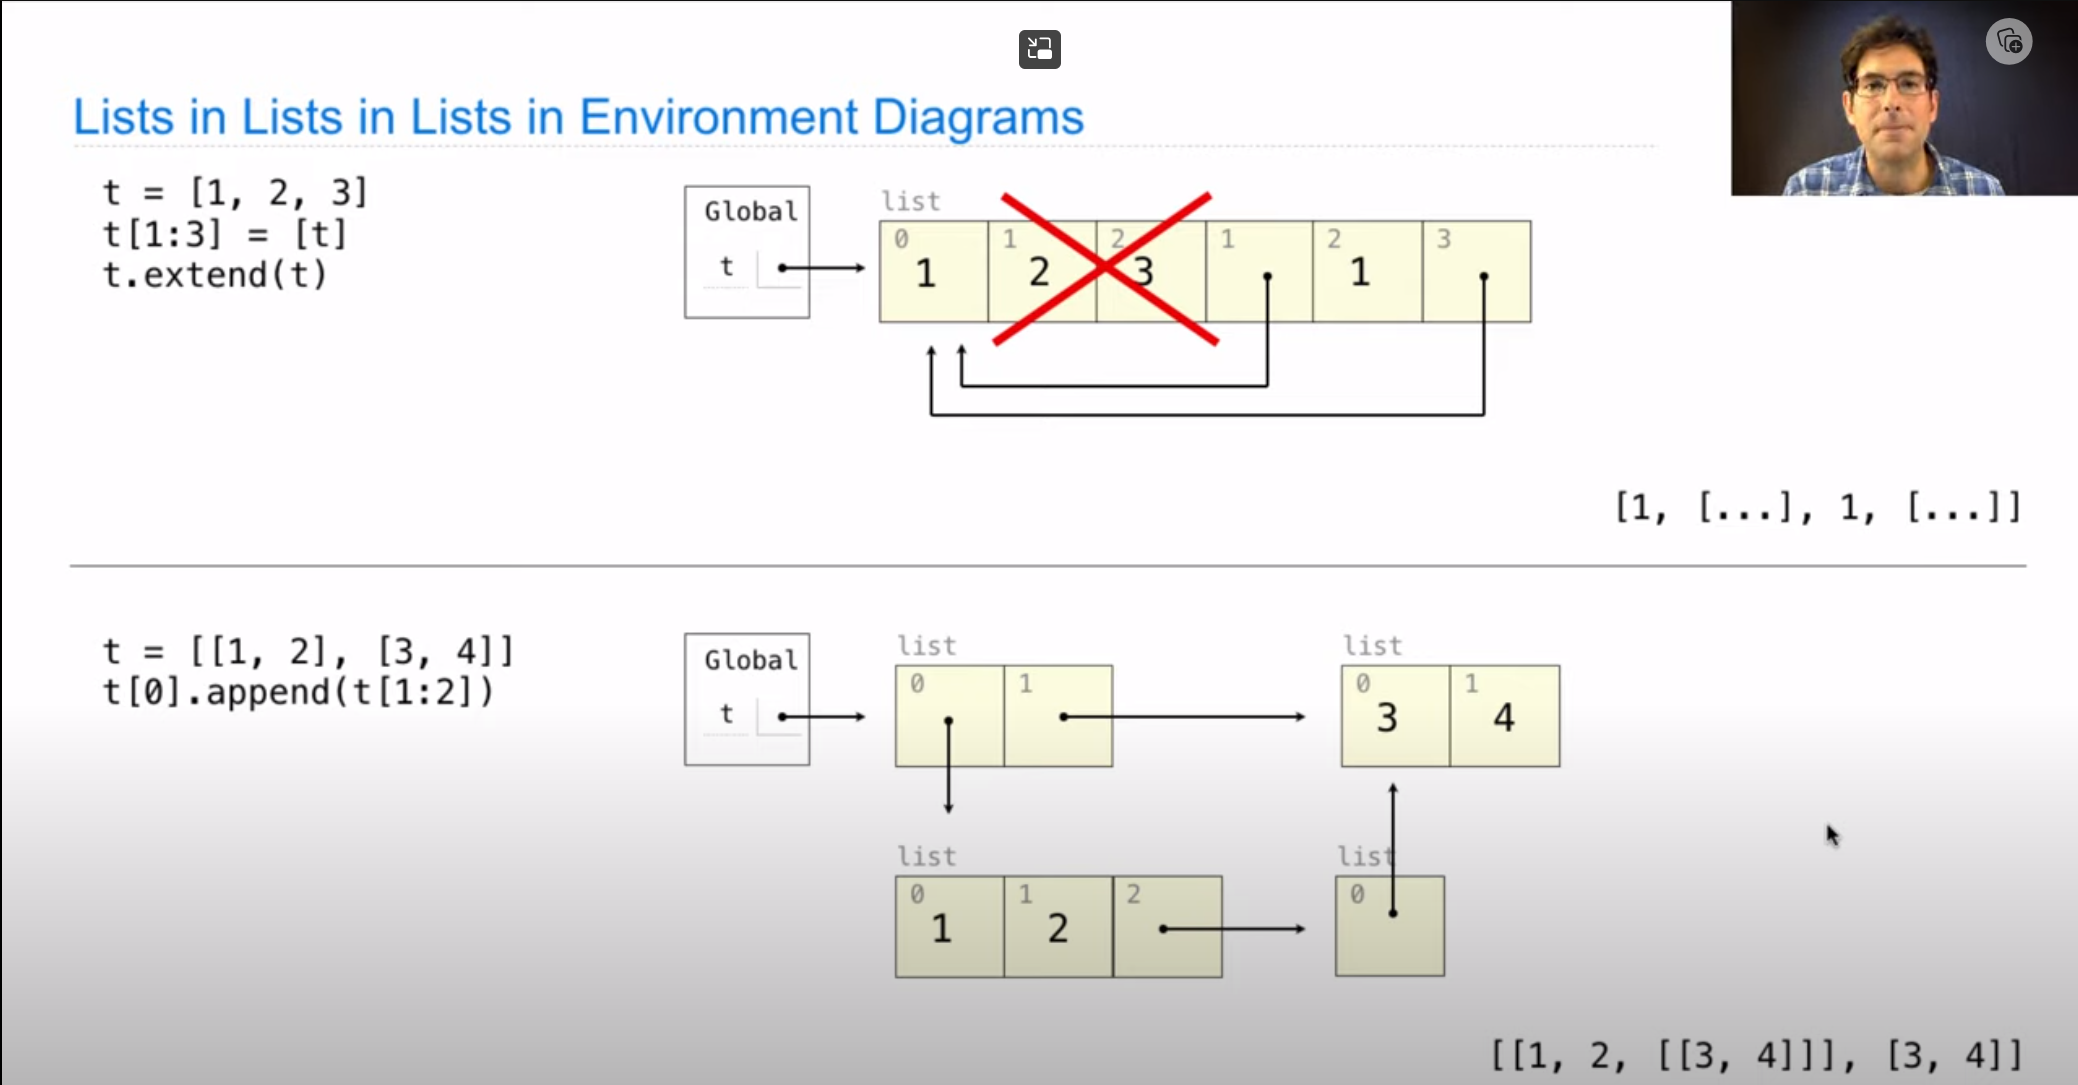 Lists in Lists in Lists in Environment Diagrams
t = [1, 2, 3]
t[1:3] = [t]
t.extend(t)
Global
t
list
0 1 2 1 2 3
1 2 3 1
[1, [...], 1, [...]]
t = [[1, 2], [3, 4]]
t[0].append(t[1:2])
Global
t
list
0 1
list
0 1
3 4
list
0 1 2
1 2
list
0
[[1, 2, [[3, 4]]], [3, 4]]